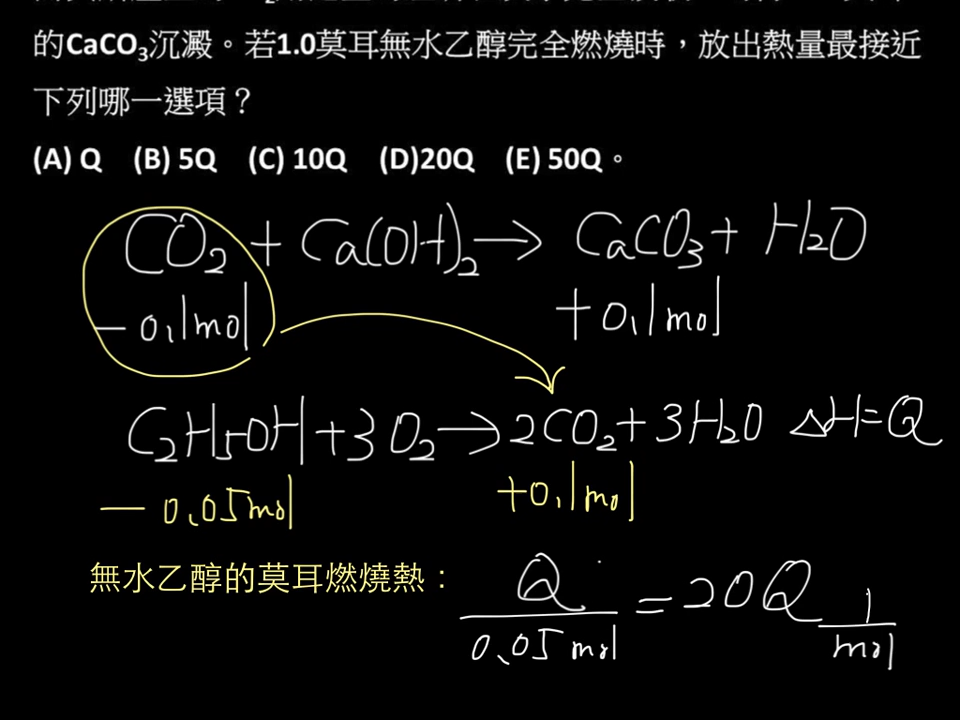 的CaCO₃沉澱。若1.0莫耳無水乙醇完全燃燒時，放出熱量最接近
下列哪一選項？
(A) Q (B) 5Q (C) 10Q (D)20Q (E) 50Q。
CO₂ + Ca(OH)₂ → CaCO₃ + H₂O
− 0.1mol + 0.1mol
C₂H₅OH + 3O₂ → 2CO₂ + 3H₂O △H=Q
− 0.05mol +0.1mol
無水乙醇的莫耳燃燒熱： Q/0.05mol = 20Q 1/mol